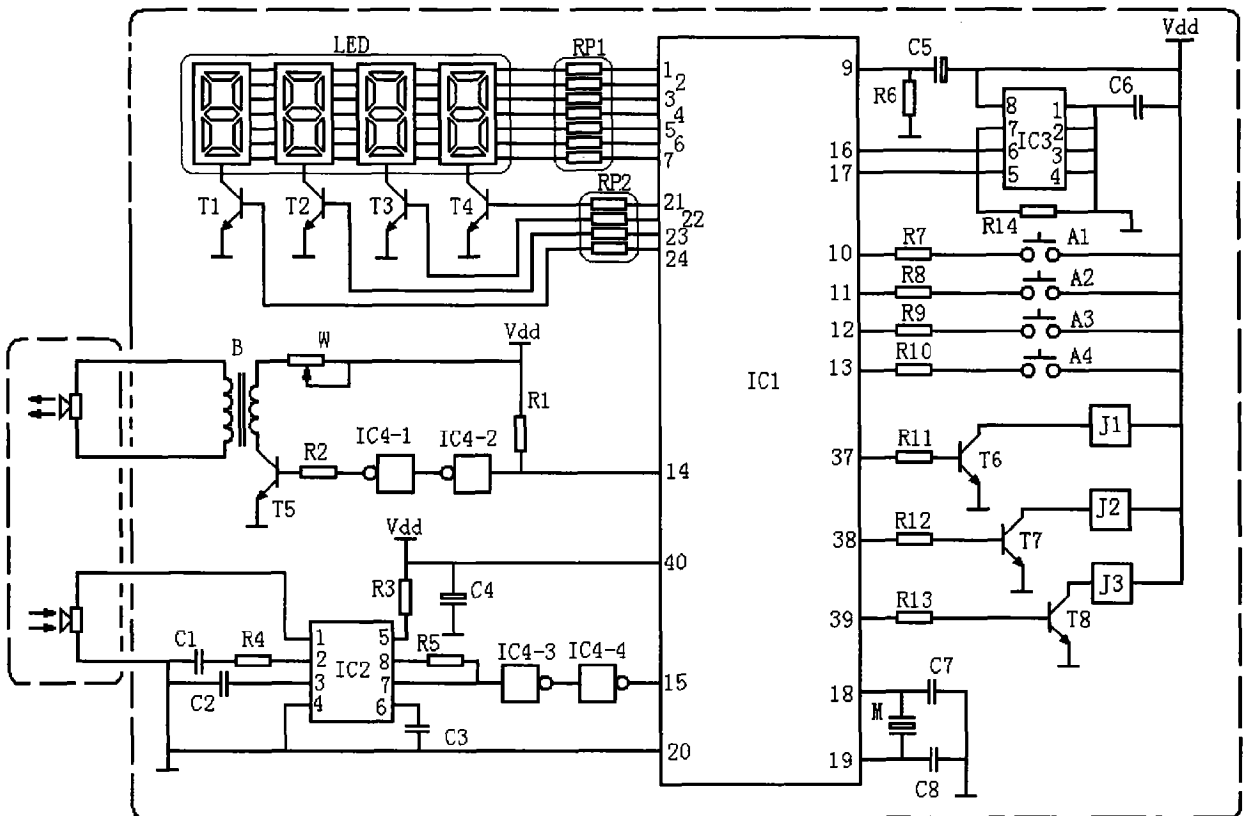 LED RP1
1
2
3
4
5
6
7
T1 T2 T3 T4
RP2
21
22
23
24
9 C5 Vdd
R6 C6
8 1
7 2
6 IC3 3
5 4
16
17
R14
10 R7 A1
11 R8 A2
12 R9 A3
13 R10 A4
IC1
B W Vdd
R1
R2 IC4-1 IC4-2
14
T5
37 R11 T6 J1
38 R12 T7 J2
39 R13 T8 J3
Vdd
40
R3 C4
C1 R4 1 5 R5
2 IC2 8
3 7
4 6
C2 C3
IC4-3 IC4-4
15
20
18 C7
M
19 C8